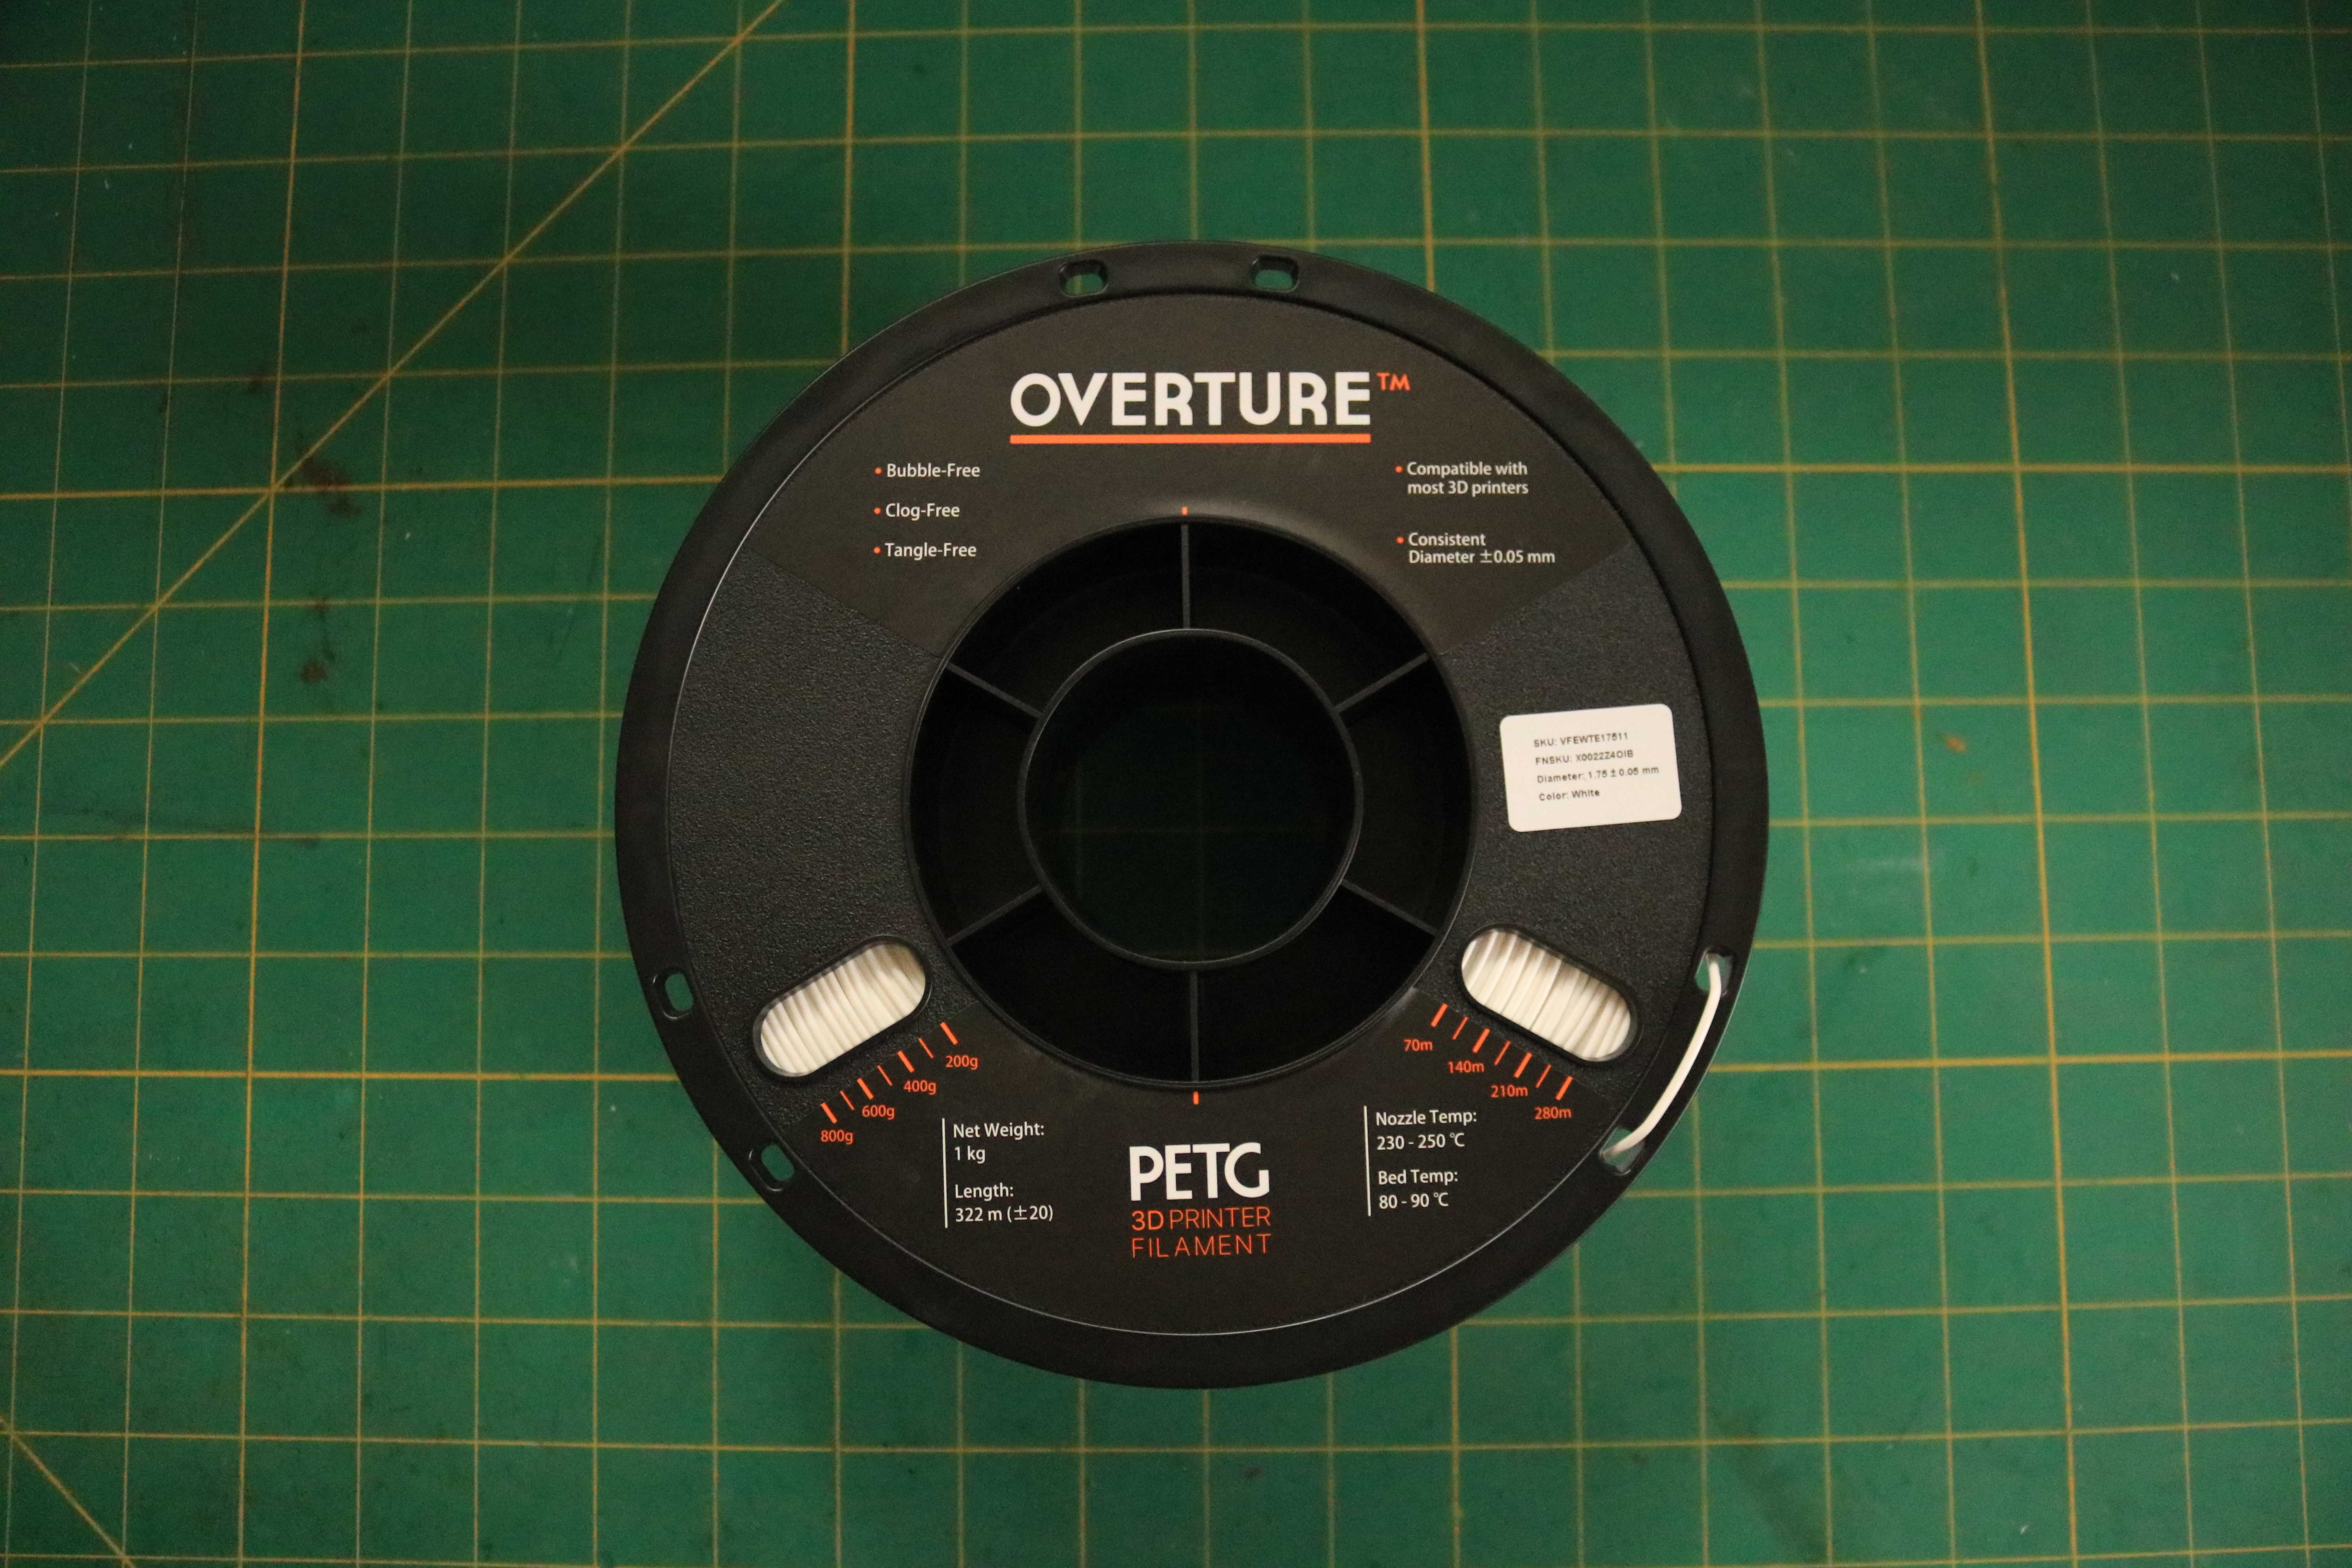 OVERTURE™
• Bubble-Free
• Clog-Free
• Tangle-Free
• Compatible with
most 3D printers
• Consistent
Diameter ±0.05 mm
SKU: VFEWTE17511
FNSKU: X0022Z4OIB
Diameter: 1.75 ± 0.05 mm
Color: White
200g
400g
600g
800g
70m
140m
210m
280m
Net Weight:
1 kg
Length:
322 m (±20)
PETG
3D PRINTER
FILAMENT
Nozzle Temp:
230 - 250 ℃
Bed Temp:
80 - 90 ℃